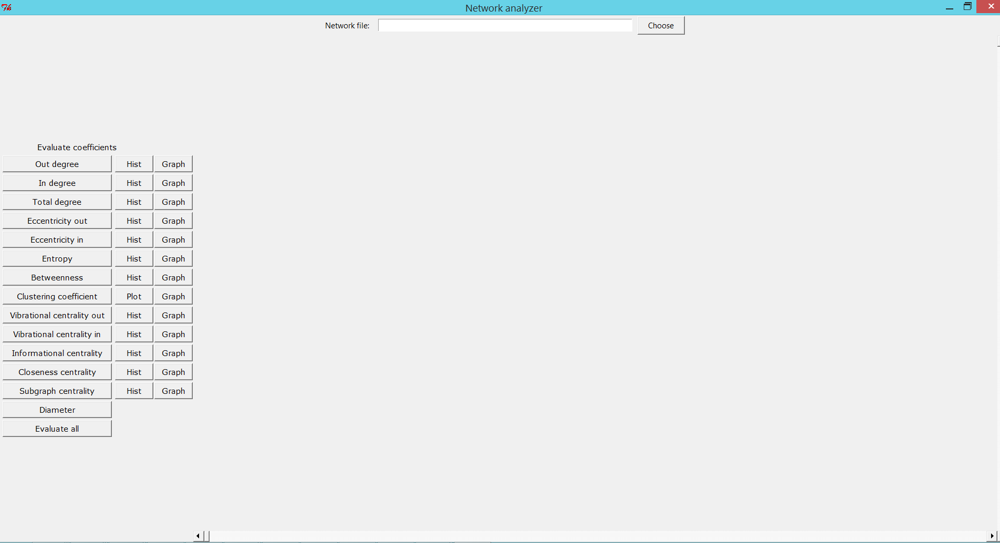 Network analyzer
Network file: Choose
Evaluate coefficients
Out degree Hist Graph
In degree Hist Graph
Total degree Hist Graph
Eccentricity out Hist Graph
Eccentricity in Hist Graph
Entropy Hist Graph
Betweenness Hist Graph
Clustering coefficient Plot Graph
Vibrational centrality out Hist Graph
Vibrational centrality in Hist Graph
Informational centrality Hist Graph
Closeness centrality Hist Graph
Subgraph centrality Hist Graph
Diameter
Evaluate all